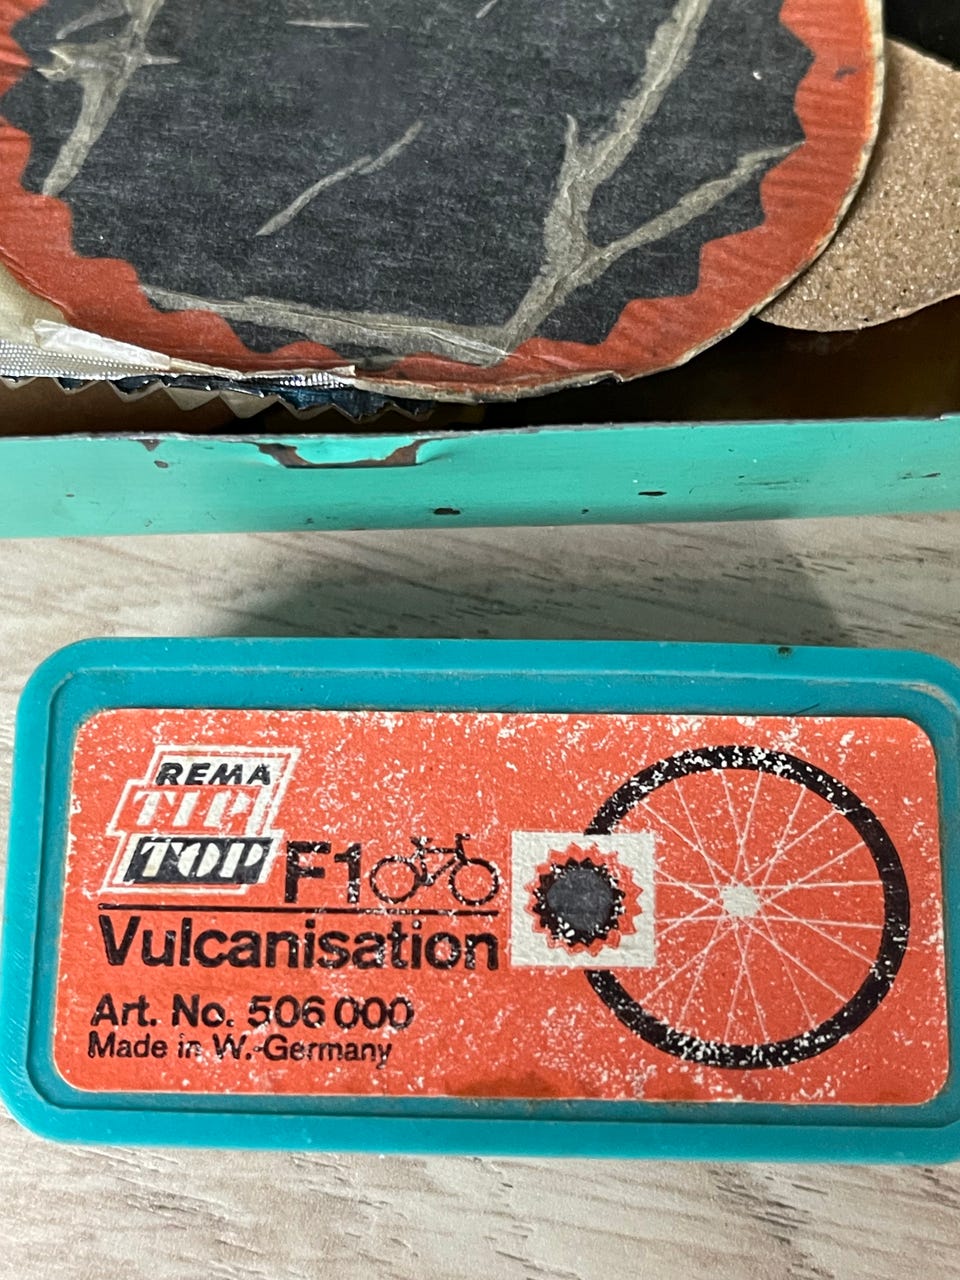 REMA
TIP
TOP F1
Vulcanisation
Art. No. 506 000
Made in W.-Germany